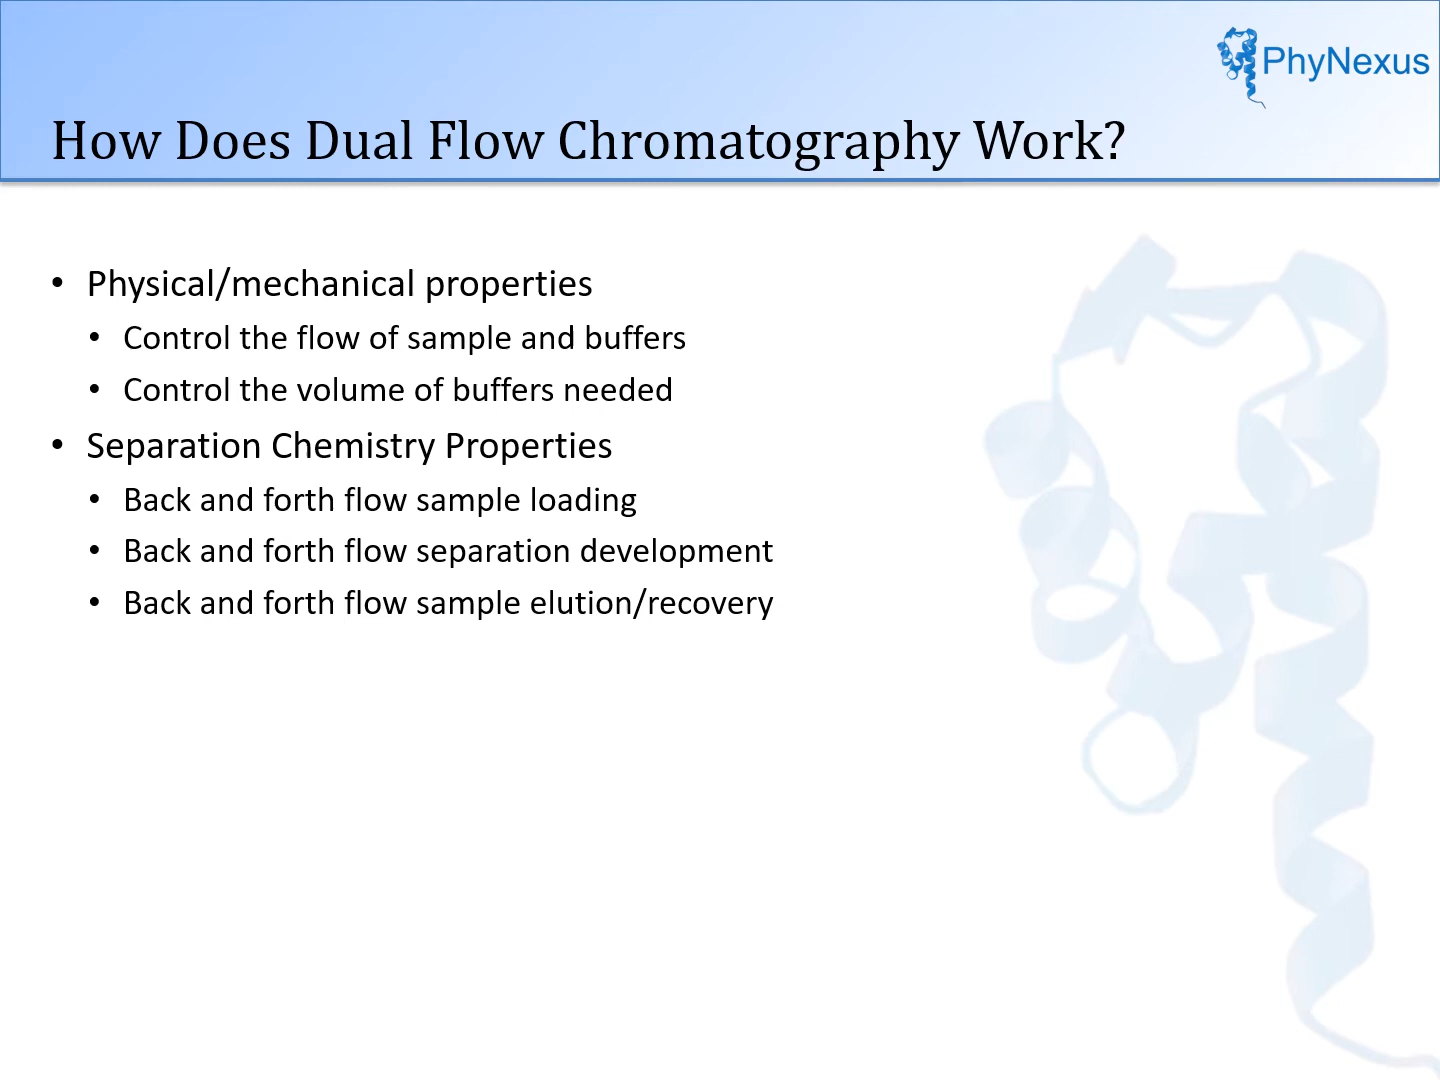 PhyNexus
How Does Dual Flow Chromatography Work?
• Physical/mechanical properties
• Control the flow of sample and buffers
• Control the volume of buffers needed
• Separation Chemistry Properties
• Back and forth flow sample loading
• Back and forth flow separation development
• Back and forth flow sample elution/recovery